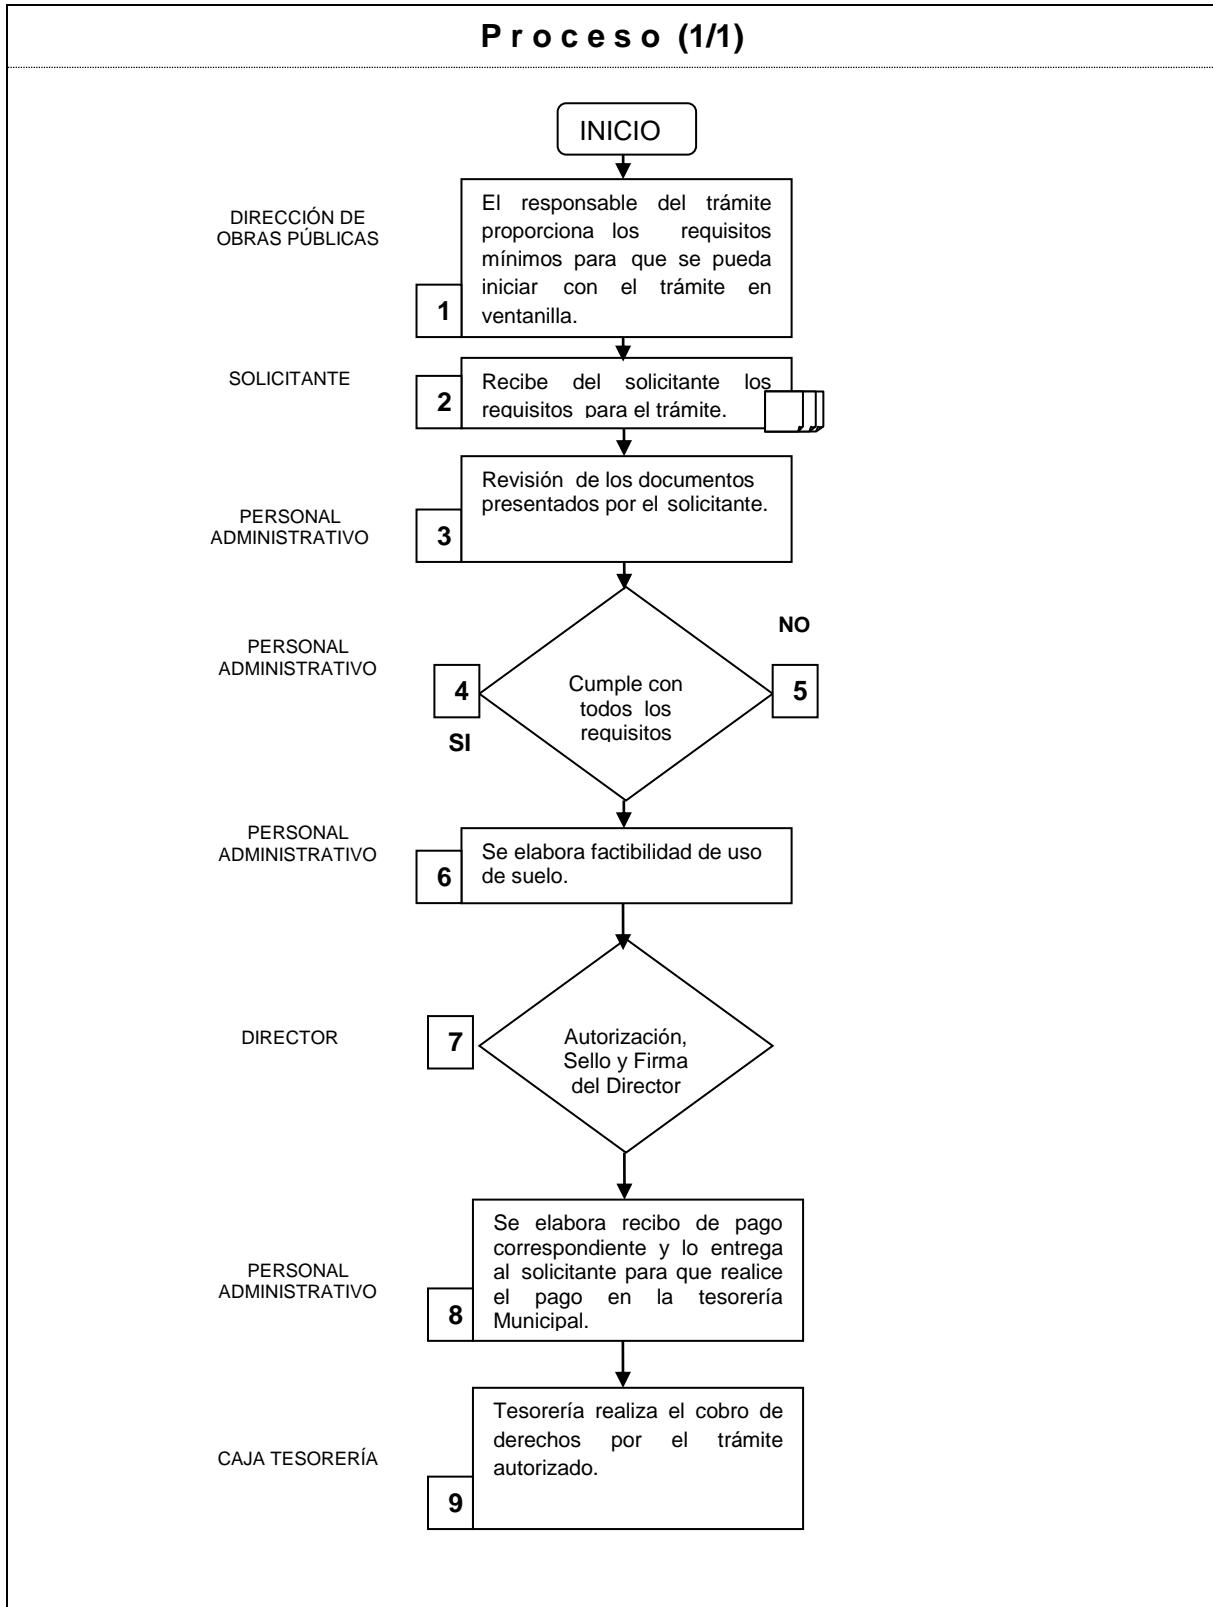 P r o c e s o (1/1)
INICIO
DIRECCIÓN DE
OBRAS PÚBLICAS
El responsable del trámite
proporciona los requisitos
mínimos para que se pueda
iniciar con el trámite en
ventanilla.
1
SOLICITANTE
2
Recibe del solicitante los
requisitos para el trámite.
PERSONAL
ADMINISTRATIVO
3
Revisión de los documentos
presentados por el solicitante.
PERSONAL
ADMINISTRATIVO
4
SI
Cumple con
todos los
requisitos
NO
5
PERSONAL
ADMINISTRATIVO
6
Se elabora factibilidad de uso
de suelo.
DIRECTOR
7
Autorización,
Sello y Firma
del Director
PERSONAL
ADMINISTRATIVO
8
Se elabora recibo de pago
correspondiente y lo entrega
al solicitante para que realice
el pago en la tesorería
Municipal.
CAJA TESORERÍA
9
Tesorería realiza el cobro de
derechos por el trámite
autorizado.